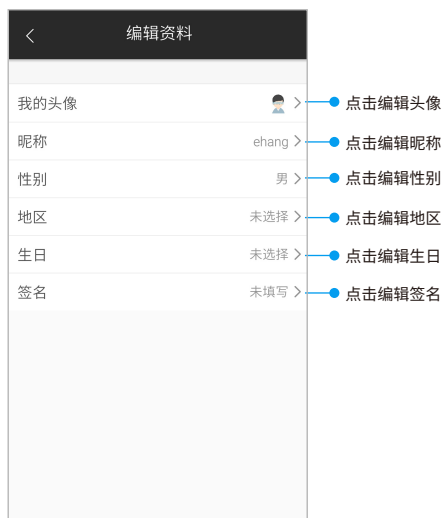 编辑资料
我的头像
点击编辑头像
昵称 ehang
点击编辑昵称
性别 男
点击编辑性别
地区 未选择
点击编辑地区
生日 未选择
点击编辑生日
签名 未填写
点击编辑签名